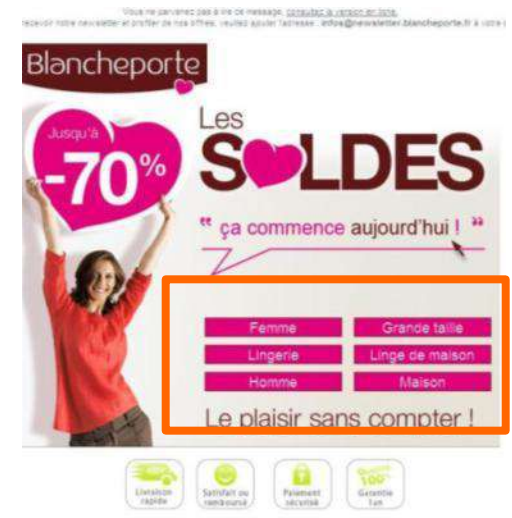 Vous ne parvenez pas à lire ce message, consultez la version en ligne.
recevoir notre newsletter et profiter de nos offres, veuillez ajouter l'adresse : infos@newsletter.blancheporte.fr à votre
Blancheporte
Jusqu'à
-70%
Les
SOLDES
“ ça commence aujourd'hui ! ”
Femme Grande taille
Lingerie Linge de maison
Homme Maison
Le plaisir sans compter !
Livraison rapide
Satisfait ou remboursé
Paiement sécurisé
Garantie 1 an